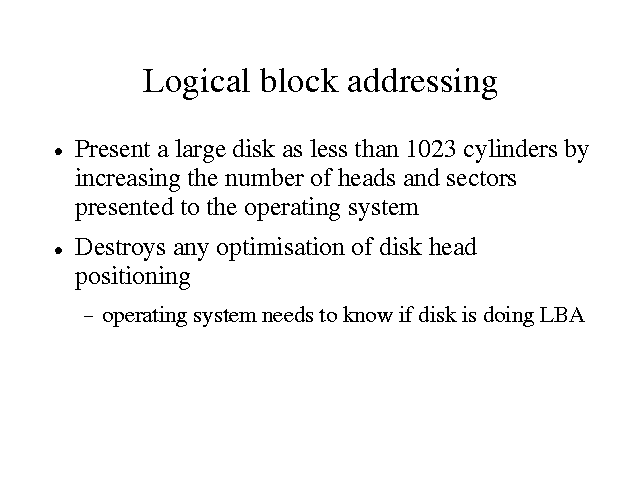 Logical block addressing
• Present a large disk as less than 1023 cylinders by
increasing the number of heads and sectors
presented to the operating system
• Destroys any optimisation of disk head
positioning
– operating system needs to know if disk is doing LBA